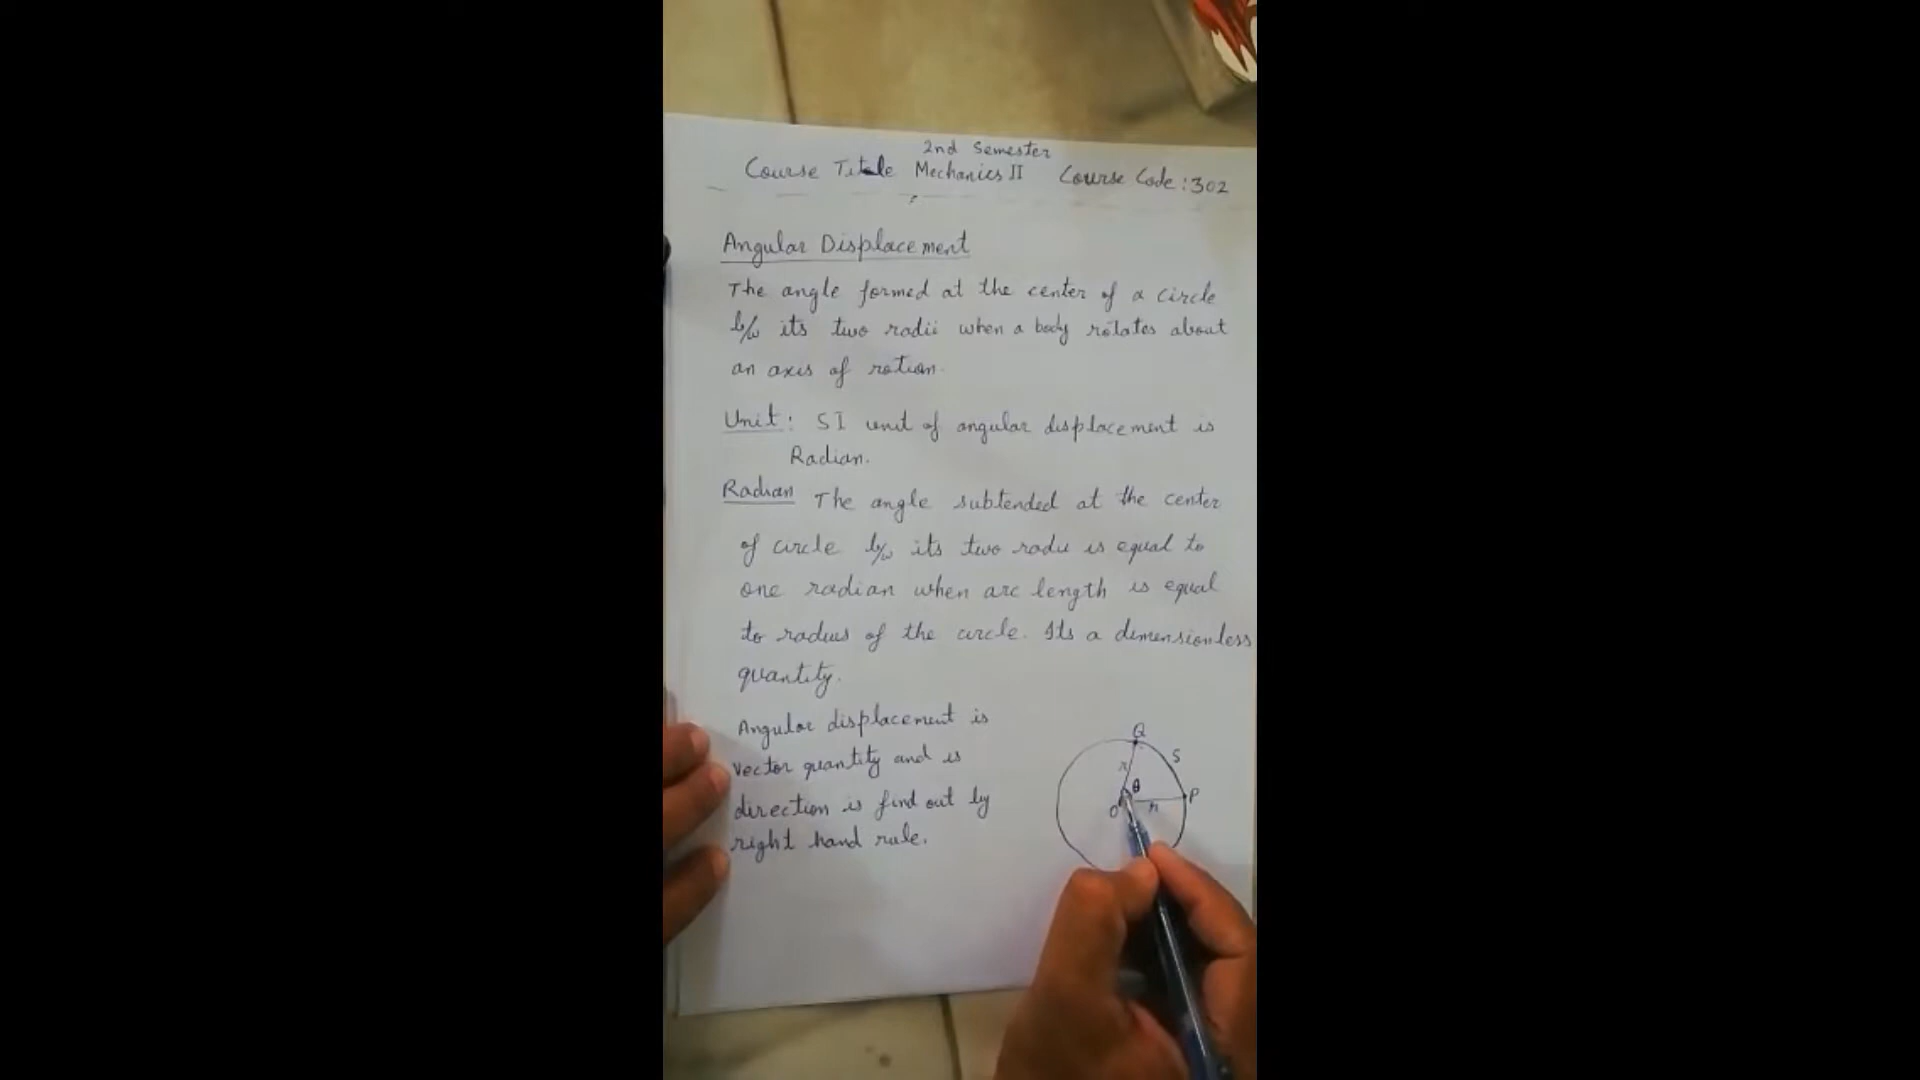 2nd Semester
Course Titele Mechanics II Course Code: 302
Angular Displacement
The angle formed at the center of a circle
b/w its two radii when a body rotates about
an axis of rotion.
Unit: SI unit of angular displacement is
Radian.
Radian The angle subtended at the center
of circle b/w its two radii is equal to
one radian when arc length is equal
to radius of the circle. Its a dimensionless
quantity.
Angular displacement is
vector quantity and is
direction is find out by
right hand rule.
Q
S
r
θ
P
O
r